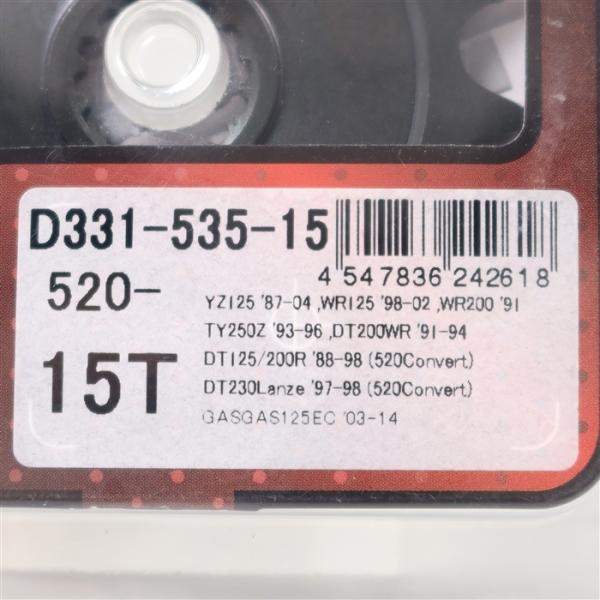 D331-535-15
4 547836 242618
520-
15T
YZ125 '87-04 ,WR125 '98-02 ,WR200 '91
TY250Z '93-96 ,DT200WR '91-94
DT125/200R '88-98 (520Convert)
DT230Lanze '97-98 (520Convert)
GASGAS125EC '03-14